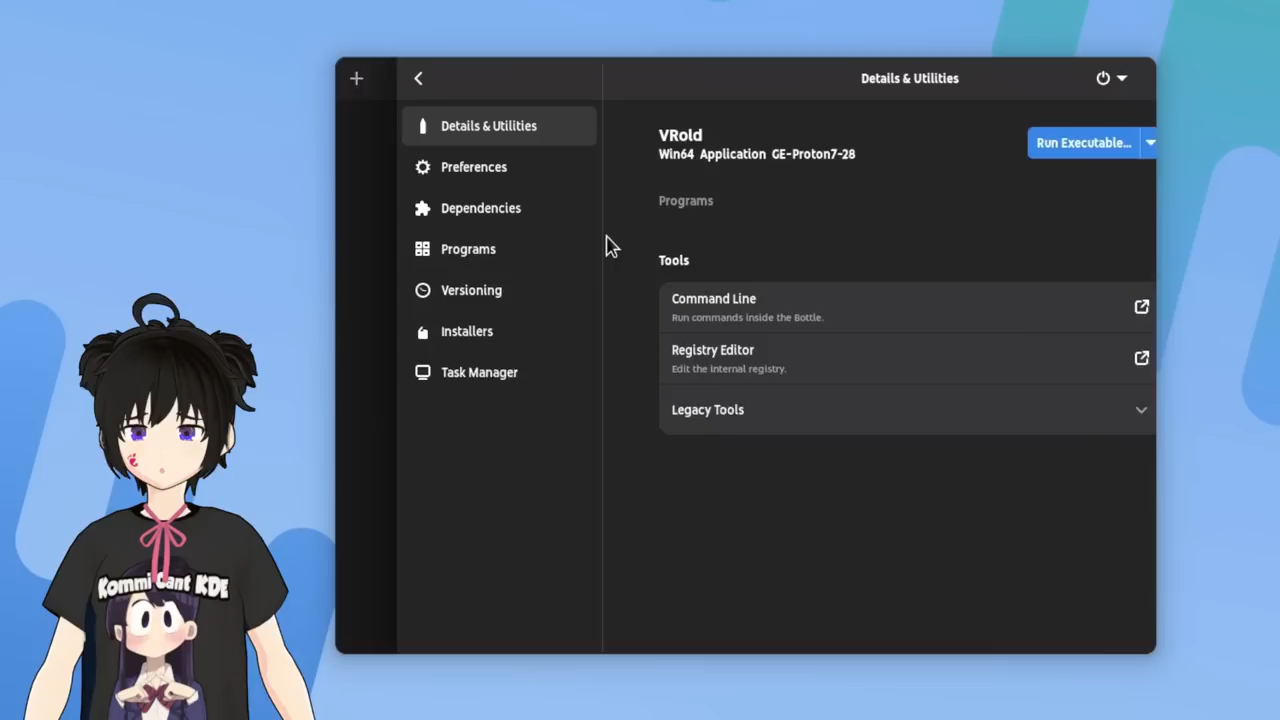 Details & Utilities
Details & Utilities
Preferences
Dependencies
Programs
Versioning
Installers
Task Manager
VRold
Win64 Application GE-Proton7-28
Run Executable...
Programs
Tools
Command Line
Run commands inside the Bottle.
Registry Editor
Edit the internal registry.
Legacy Tools
Kommi Cant KDE